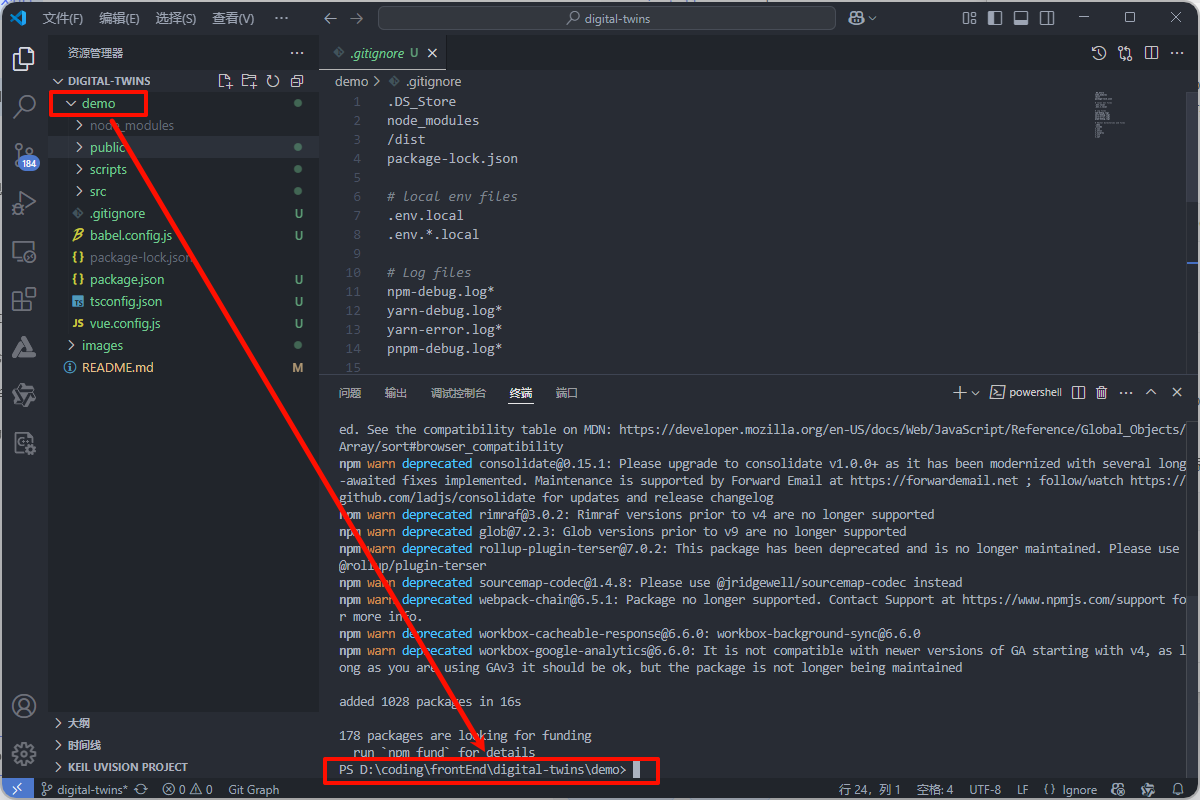 文件(F) 编辑(E) 选择(S) 查看(V) ··· digital-twins
资源管理器 ···
DIGITAL-TWINS
demo
node_modules
public
scripts
src
.gitignore U
babel.config.js U
package-lock.json
package.json U
tsconfig.json U
vue.config.js U
images
README.md M
184
大纲
时间线
KEIL UVISION PROJECT
.gitignore U
demo > .gitignore
1 .DS_Store
2 node_modules
3 /dist
4 package-lock.json
5
6 # local env files
7 .env.local
8 .env.*.local
9
10 # Log files
11 npm-debug.log*
12 yarn-debug.log*
13 yarn-error.log*
14 pnpm-debug.log*
15
问题 输出 调试控制台 终端 端口 powershell
ed. See the compatibility table on MDN: https://developer.mozilla.org/en-US/docs/Web/JavaScript/Reference/Global_Objects/
Array/sort#browser_compatibility
npm warn deprecated consolidate@0.15.1: Please upgrade to consolidate v1.0.0+ as it has been modernized with several long
-awaited fixes implemented. Maintenance is supported by Forward Email at https://forwardemail.net ; follow/watch https://
github.com/ladjs/consolidate for updates and release changelog
npm warn deprecated rimraf@3.0.2: Rimraf versions prior to v4 are no longer supported
npm warn deprecated glob@7.2.3: Glob versions prior to v9 are no longer supported
npm warn deprecated rollup-plugin-terser@7.0.2: This package has been deprecated and is no longer maintained. Please use
@rollup/plugin-terser
npm warn deprecated sourcemap-codec@1.4.8: Please use @jridgewell/sourcemap-codec instead
npm warn deprecated webpack-chain@6.5.1: Package no longer supported. Contact Support at https://www.npmjs.com/support fo
r more info.
npm warn deprecated workbox-cacheable-response@6.6.0: workbox-background-sync@6.6.0
npm warn deprecated workbox-google-analytics@6.6.0: It is not compatible with newer versions of GA starting with v4, as l
ong as you are using GAv3 it should be ok, but the package is not longer being maintained
added 1028 packages in 16s
178 packages are looking for funding
run `npm fund` for details
PS D:\coding\frontEnd\digital-twins\demo>
digital-twins* 0 0 Git Graph 行 24，列 1 空格: 4 UTF-8 LF {} Ignore